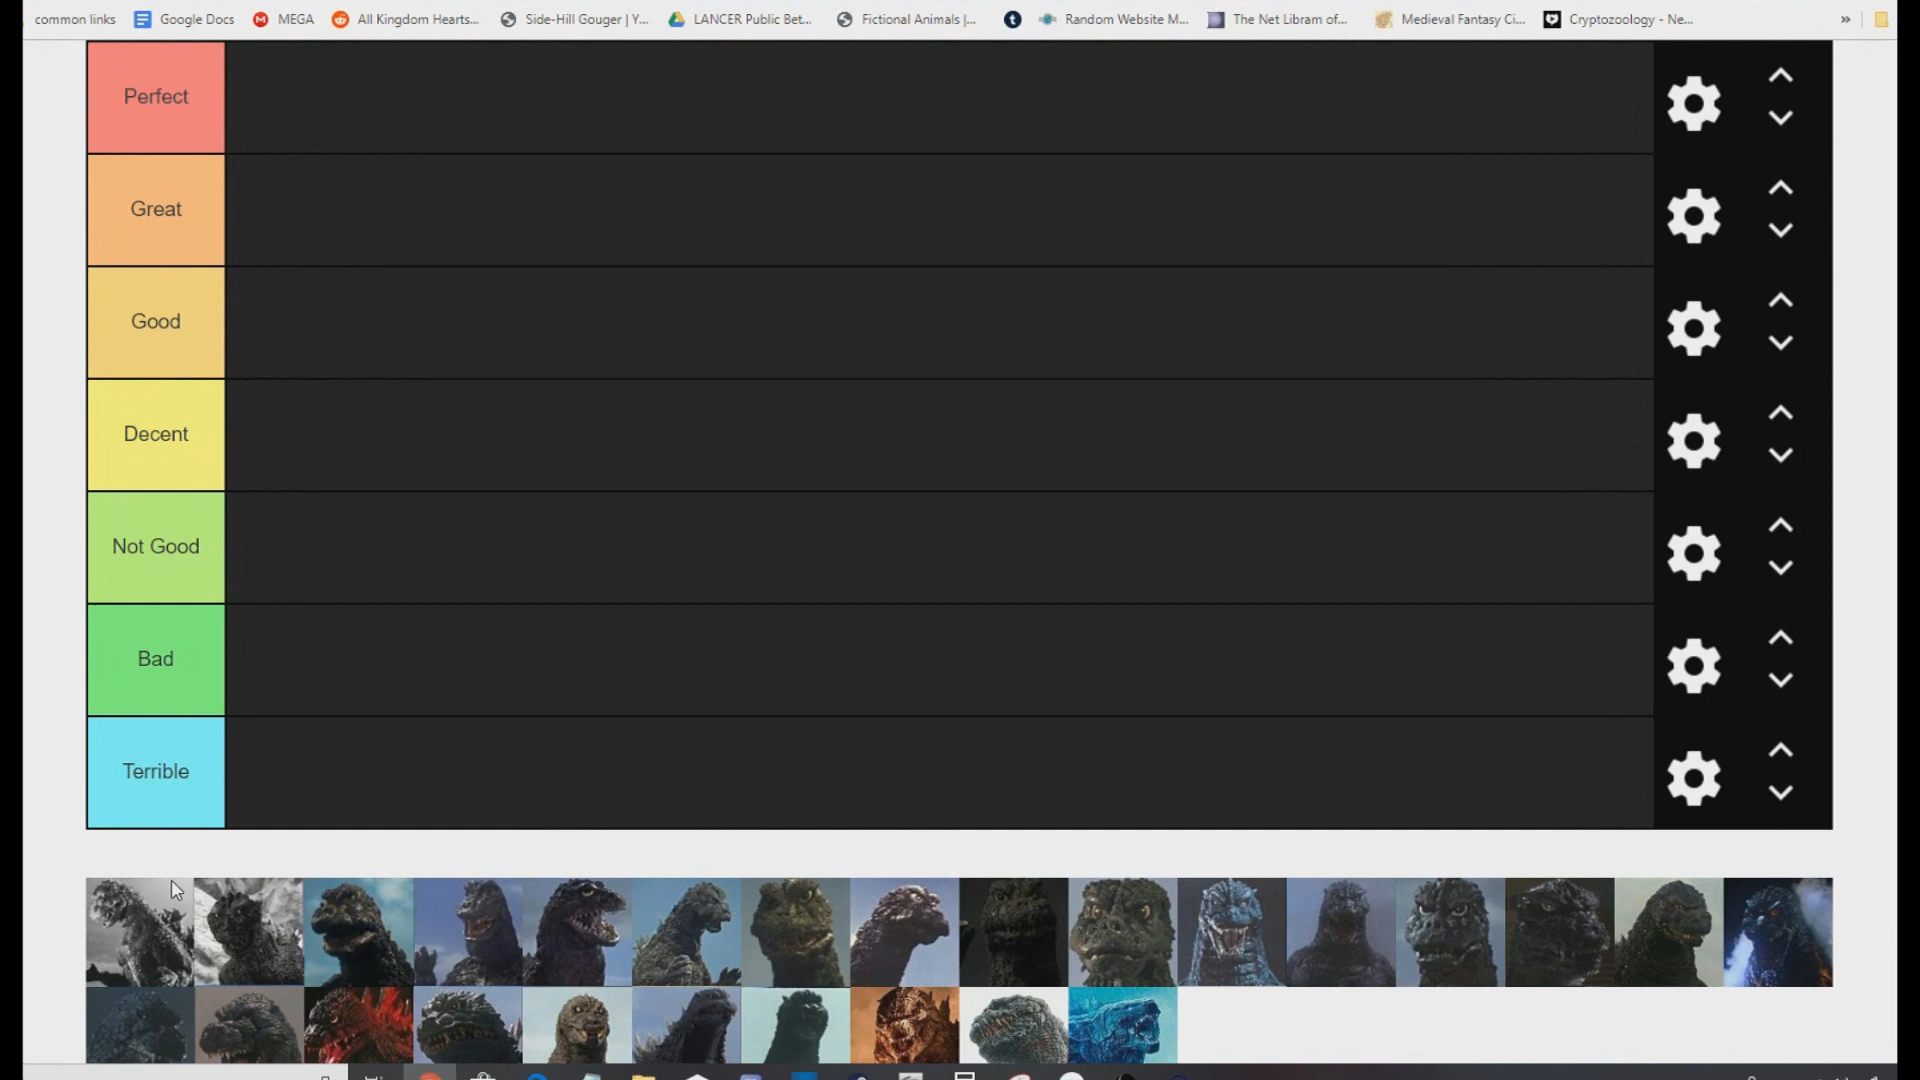 common links Google Docs MEGA All Kingdom Hearts... Side-Hill Gouger | Y... LANCER Public Bet... Fictional Animals |... Random Website M... The Net Libram of... Medieval Fantasy Ci... Cryptozoology - Ne... »
Perfect
Great
Good
Decent
Not Good
Bad
Terrible